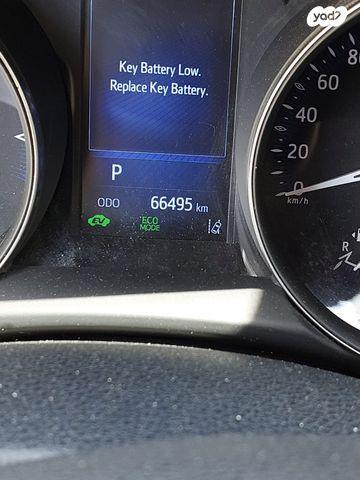 yad2
Key Battery Low.
Replace Key Battery.
P
ODO 66495 km
EV
ECO
MODE
80
60
40
20
0
km/h
R